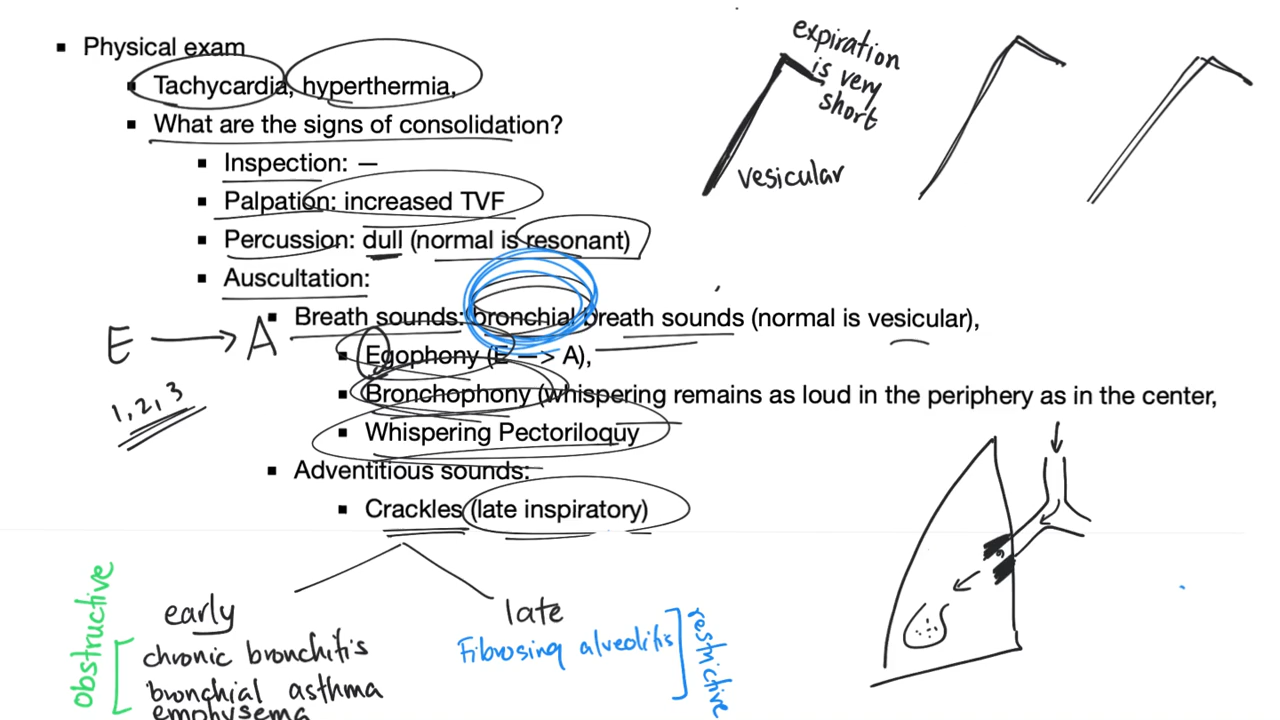 ▪ Physical exam
▪ Tachycardia, hyperthermia,
▪ What are the signs of consolidation?
▪ Inspection: —
▪ Palpation: increased TVF
▪ Percussion: dull (normal is resonant)
▪ Auscultation:
▪ Breath sounds: bronchial breath sounds (normal is vesicular),
▪ Egophony (E —> A),
▪ Bronchophony (whispering remains as loud in the periphery as in the center,
▪ Whispering Pectoriloquy
▪ Adventitious sounds:
▪ Crackles (late inspiratory)
expiration
is very
short
vesicular
E → A
1, 2, 3
obstructive
early
chronic bronchitis
bronchial asthma
emphysema
late
Fibrosing alveolitis
restrictive